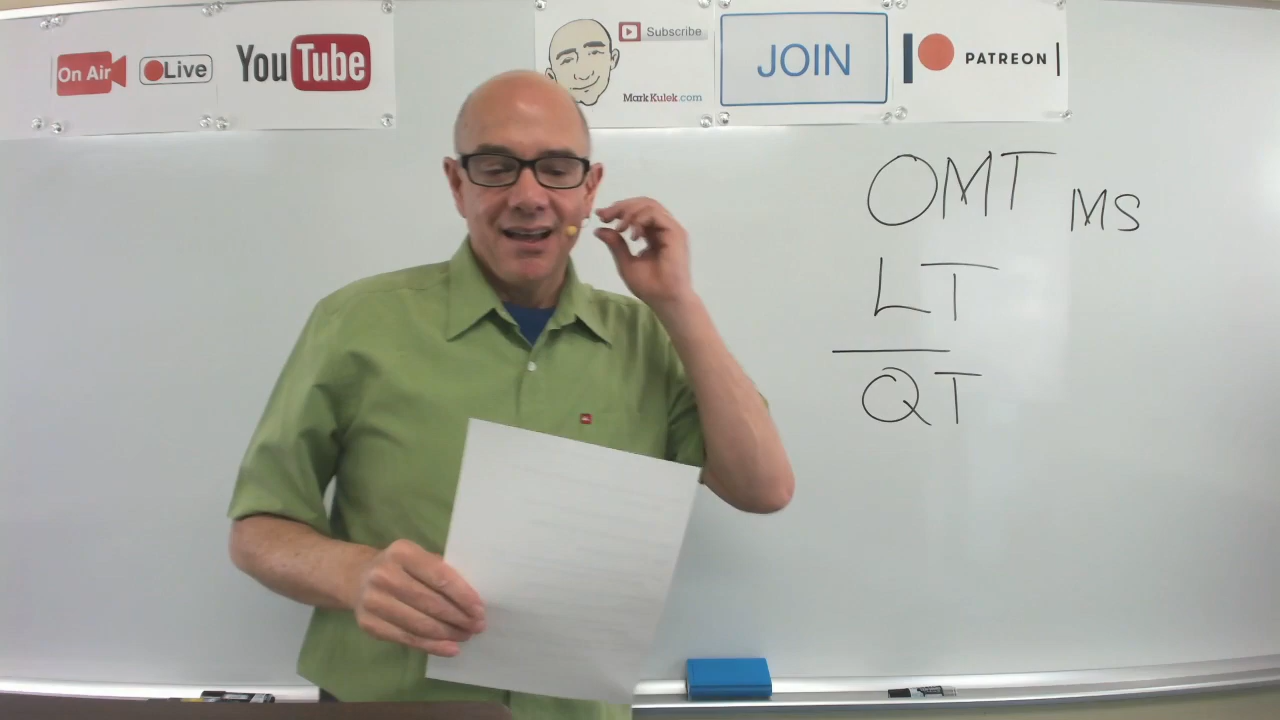 On Air
Live
YouTube
Subscribe
MarkKulek.com
JOIN
PATREON
OMT MS
LT
QT